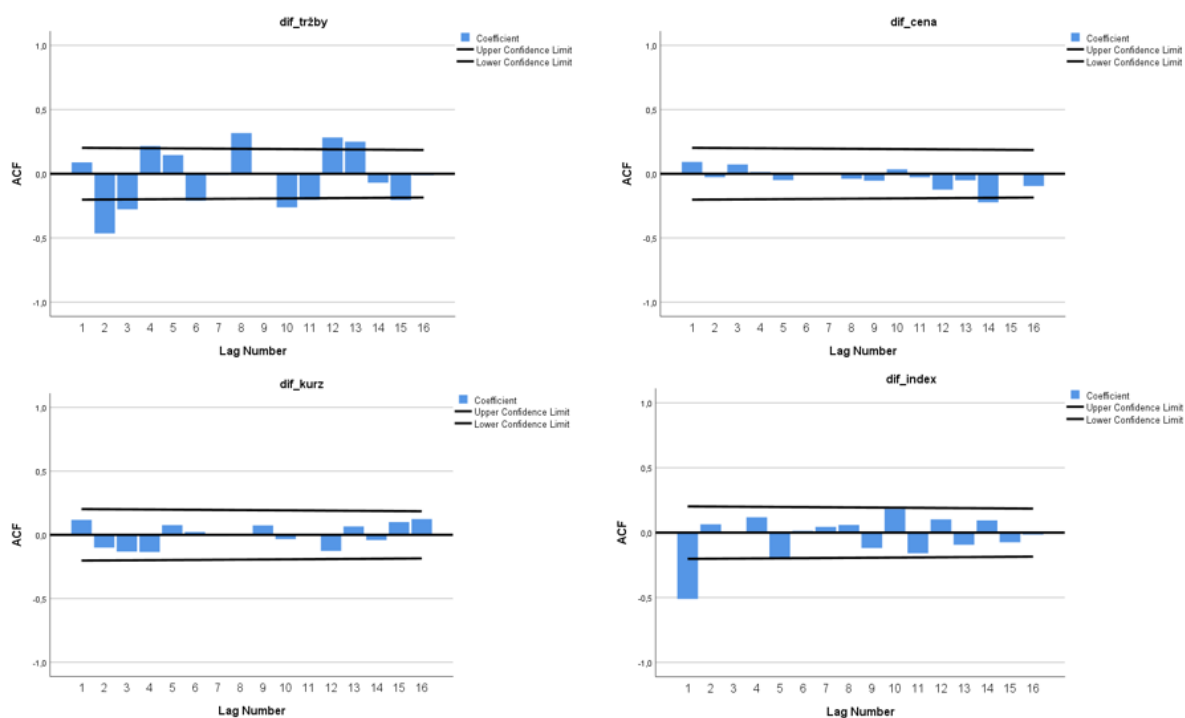 dif_tržby
Coefficient
Upper Confidence Limit
Lower Confidence Limit
1,0
0,5
0,0
-0,5
-1,0
ACF
1 2 3 4 5 6 7 8 9 10 11 12 13 14 15 16
Lag Number
dif_cena
Coefficient
Upper Confidence Limit
Lower Confidence Limit
1,0
0,5
0,0
-0,5
-1,0
ACF
1 2 3 4 5 6 7 8 9 10 11 12 13 14 15 16
Lag Number
dif_kurz
Coefficient
Upper Confidence Limit
Lower Confidence Limit
1,0
0,5
0,0
-0,5
-1,0
ACF
1 2 3 4 5 6 7 8 9 10 11 12 13 14 15 16
Lag Number
dif_index
Coefficient
Upper Confidence Limit
Lower Confidence Limit
1,0
0,5
0,0
-0,5
-1,0
ACF
1 2 3 4 5 6 7 8 9 10 11 12 13 14 15 16
Lag Number